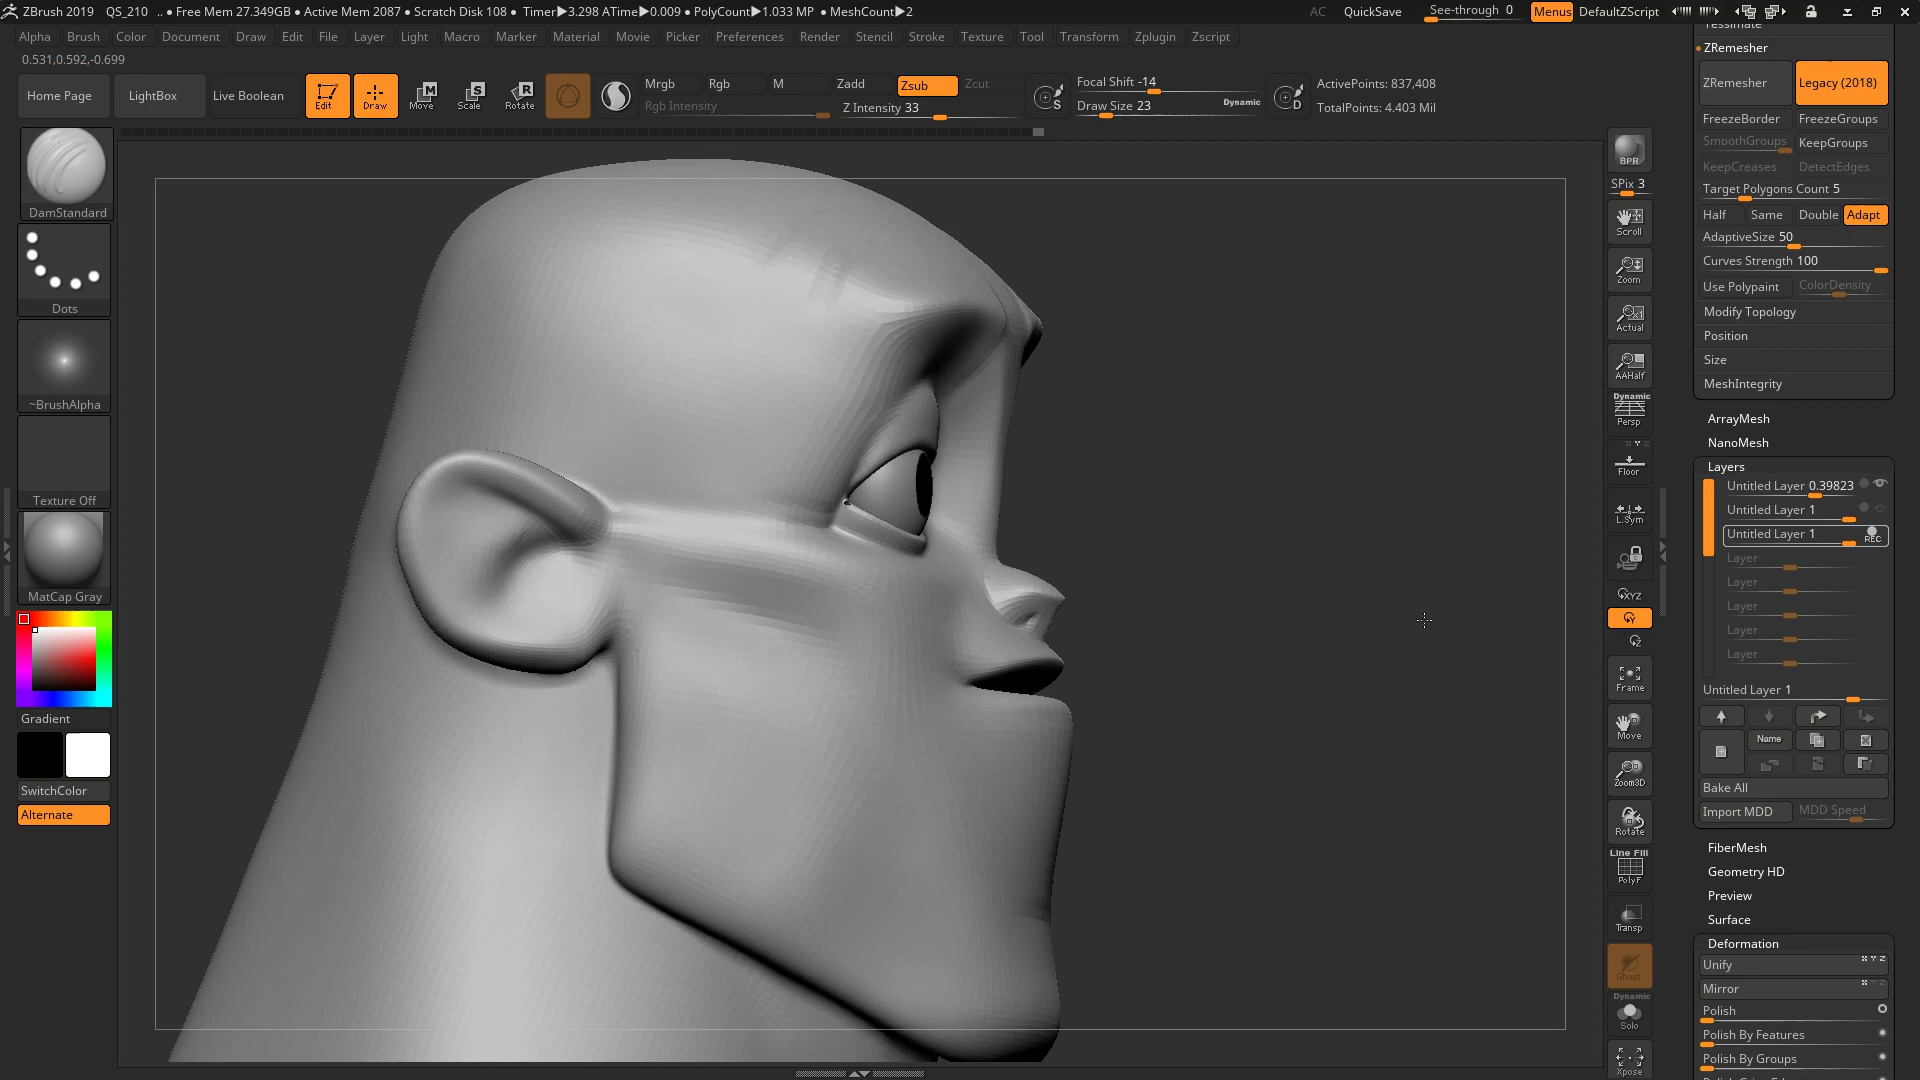 ZBrush 2019 QS_210 .. • Free Mem 27.349GB • Active Mem 2087 • Scratch Disk 108 • Timer▶3.298 ATime▶0.009 • PolyCount▶1.033 MP • MeshCount▶2 AC QuickSave See-through 0 Menus DefaultZScript
Alpha Brush Color Document Draw Edit File Layer Light Macro Marker Material Movie Picker Preferences Render Stencil Stroke Texture Tool Transform Zplugin Zscript
0.531,0.592,-0.699
Home Page LightBox Live Boolean Edit Draw Move Scale Rotate
M S R
Mrgb Rgb M Zadd Zsub Zcut
Rgb Intensity Z Intensity 33
S Focal Shift -14
Draw Size 23 Dynamic D
ActivePoints: 837,408
TotalPoints: 4.403 Mil
DamStandard
Dots
~BrushAlpha
Texture Off
MatCap Gray
Gradient
SwitchColor
Alternate
BPR
SPix 3
Scroll
Zoom
Actual
AAHalf
Dynamic
Persp
Floor
L.Sym
XYZ
Y
Z
Frame
Move
Zoom3D
Rotate
Line Fill
PolyF
Transp
Ghost
Dynamic
Solo
Xpose
ZRemesher
ZRemesher Legacy (2018)
FreezeBorder FreezeGroups
SmoothGroups KeepGroups
KeepCreases DetectEdges
Target Polygons Count 5
Half Same Double Adapt
AdaptiveSize 50
Curves Strength 100
Use Polypaint ColorDensity
Modify Topology
Position
Size
MeshIntegrity
ArrayMesh
NanoMesh
Layers
Untitled Layer 0.39823
Untitled Layer 1
Untitled Layer 1 REC
Layer
Layer
Layer
Layer
Layer
Untitled Layer 1
Name
Bake All
Import MDD MDD Speed
FiberMesh
Geometry HD
Preview
Surface
Deformation
Unify
Mirror
Polish
Polish By Features
Polish By Groups